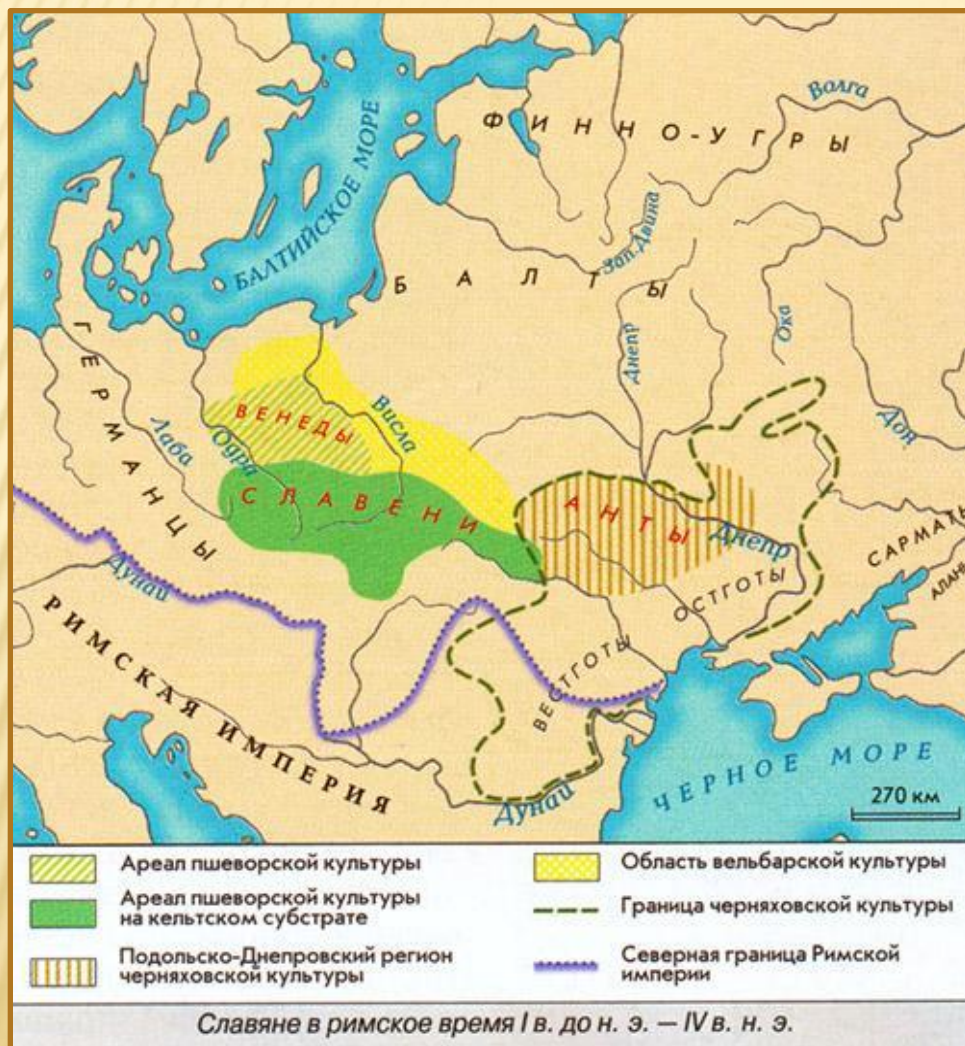 Волга
ФИННО-УГРЫ
БАЛТИЙСКОЕ МОРЕ
Зап. Двина
БАЛТЫ
Ока
Днепр
ГЕРМАНЦЫ
Висла
ВЕНЕДЫ
Дон
Лаба
Одра
СЛАВЕНИ
АНТЫ
Днепр
САРМАТЫ
Дунай
ОСТГОТЫ
АЛАНЫ
РИМСКАЯ ИМПЕРИЯ
ВЕСТГОТЫ
ЧЕРНОЕ МОРЕ
Дунай
270 км
Ареал пшеворской культуры
Ареал пшеворской культуры
на кельтском субстрате
Подольско-Днепровский регион
черняховской культуры
Область вельбарской культуры
Граница черняховской культуры
Северная граница Римской
империи
Славяне в римское время I в. до н. э. — IV в. н. э.